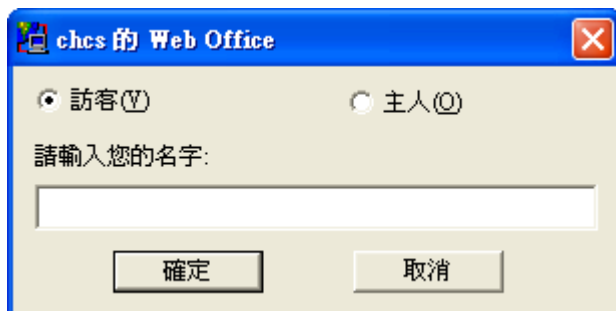 chcs 的 Web Office
訪客(V) 主人(O)
請輸入您的名字:
確定 取消